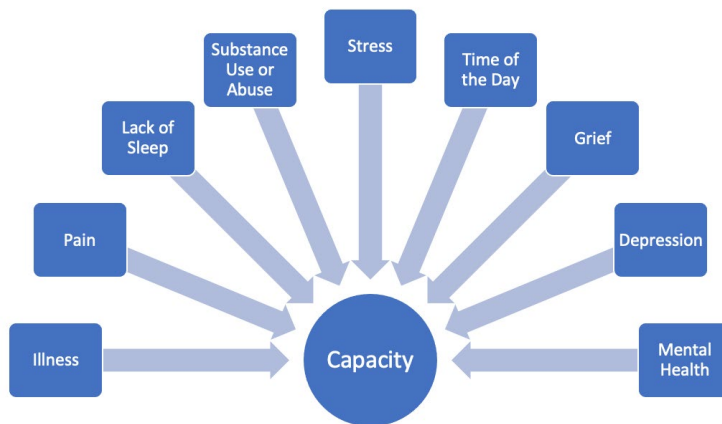 Illness
Pain
Lack of
Sleep
Substance
Use or
Abuse
Stress
Time of
the Day
Grief
Depression
Mental
Health
Capacity